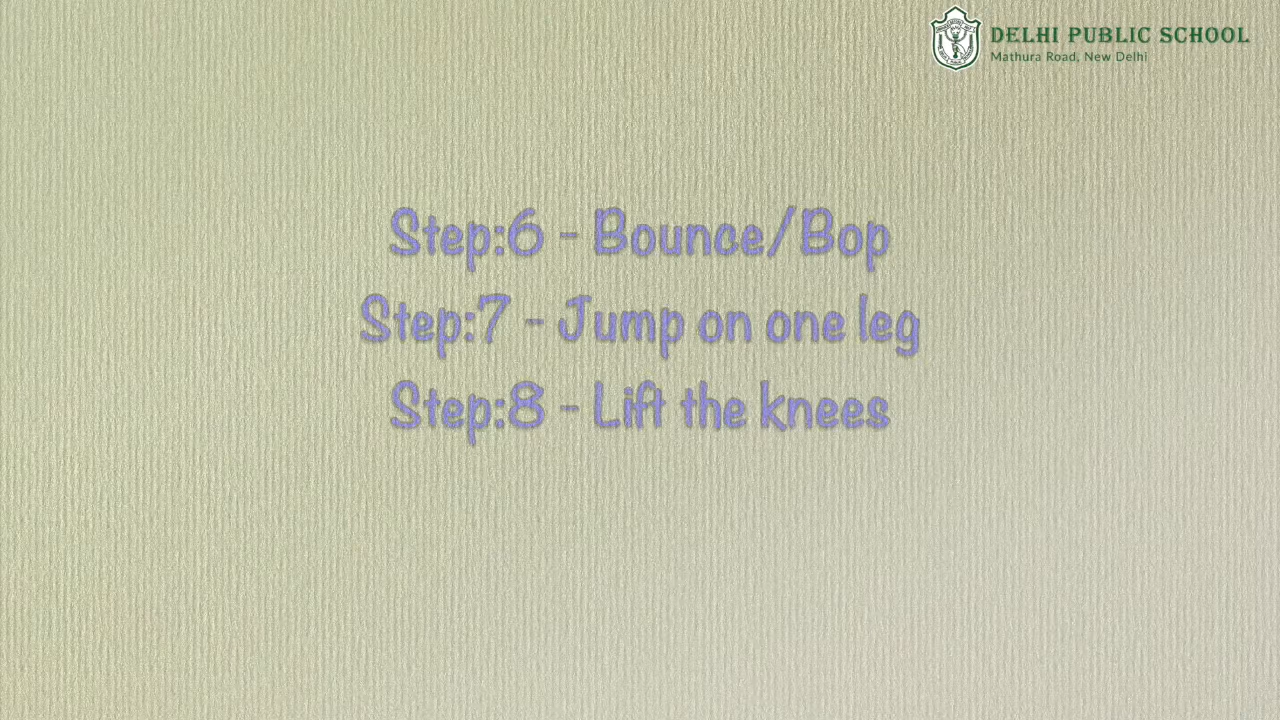 DELHI PUBLIC SCHOOL
Mathura Road, New Delhi
Step:6 - Bounce/Bop
Step:7 - Jump on one leg
Step:8 - Lift the knees